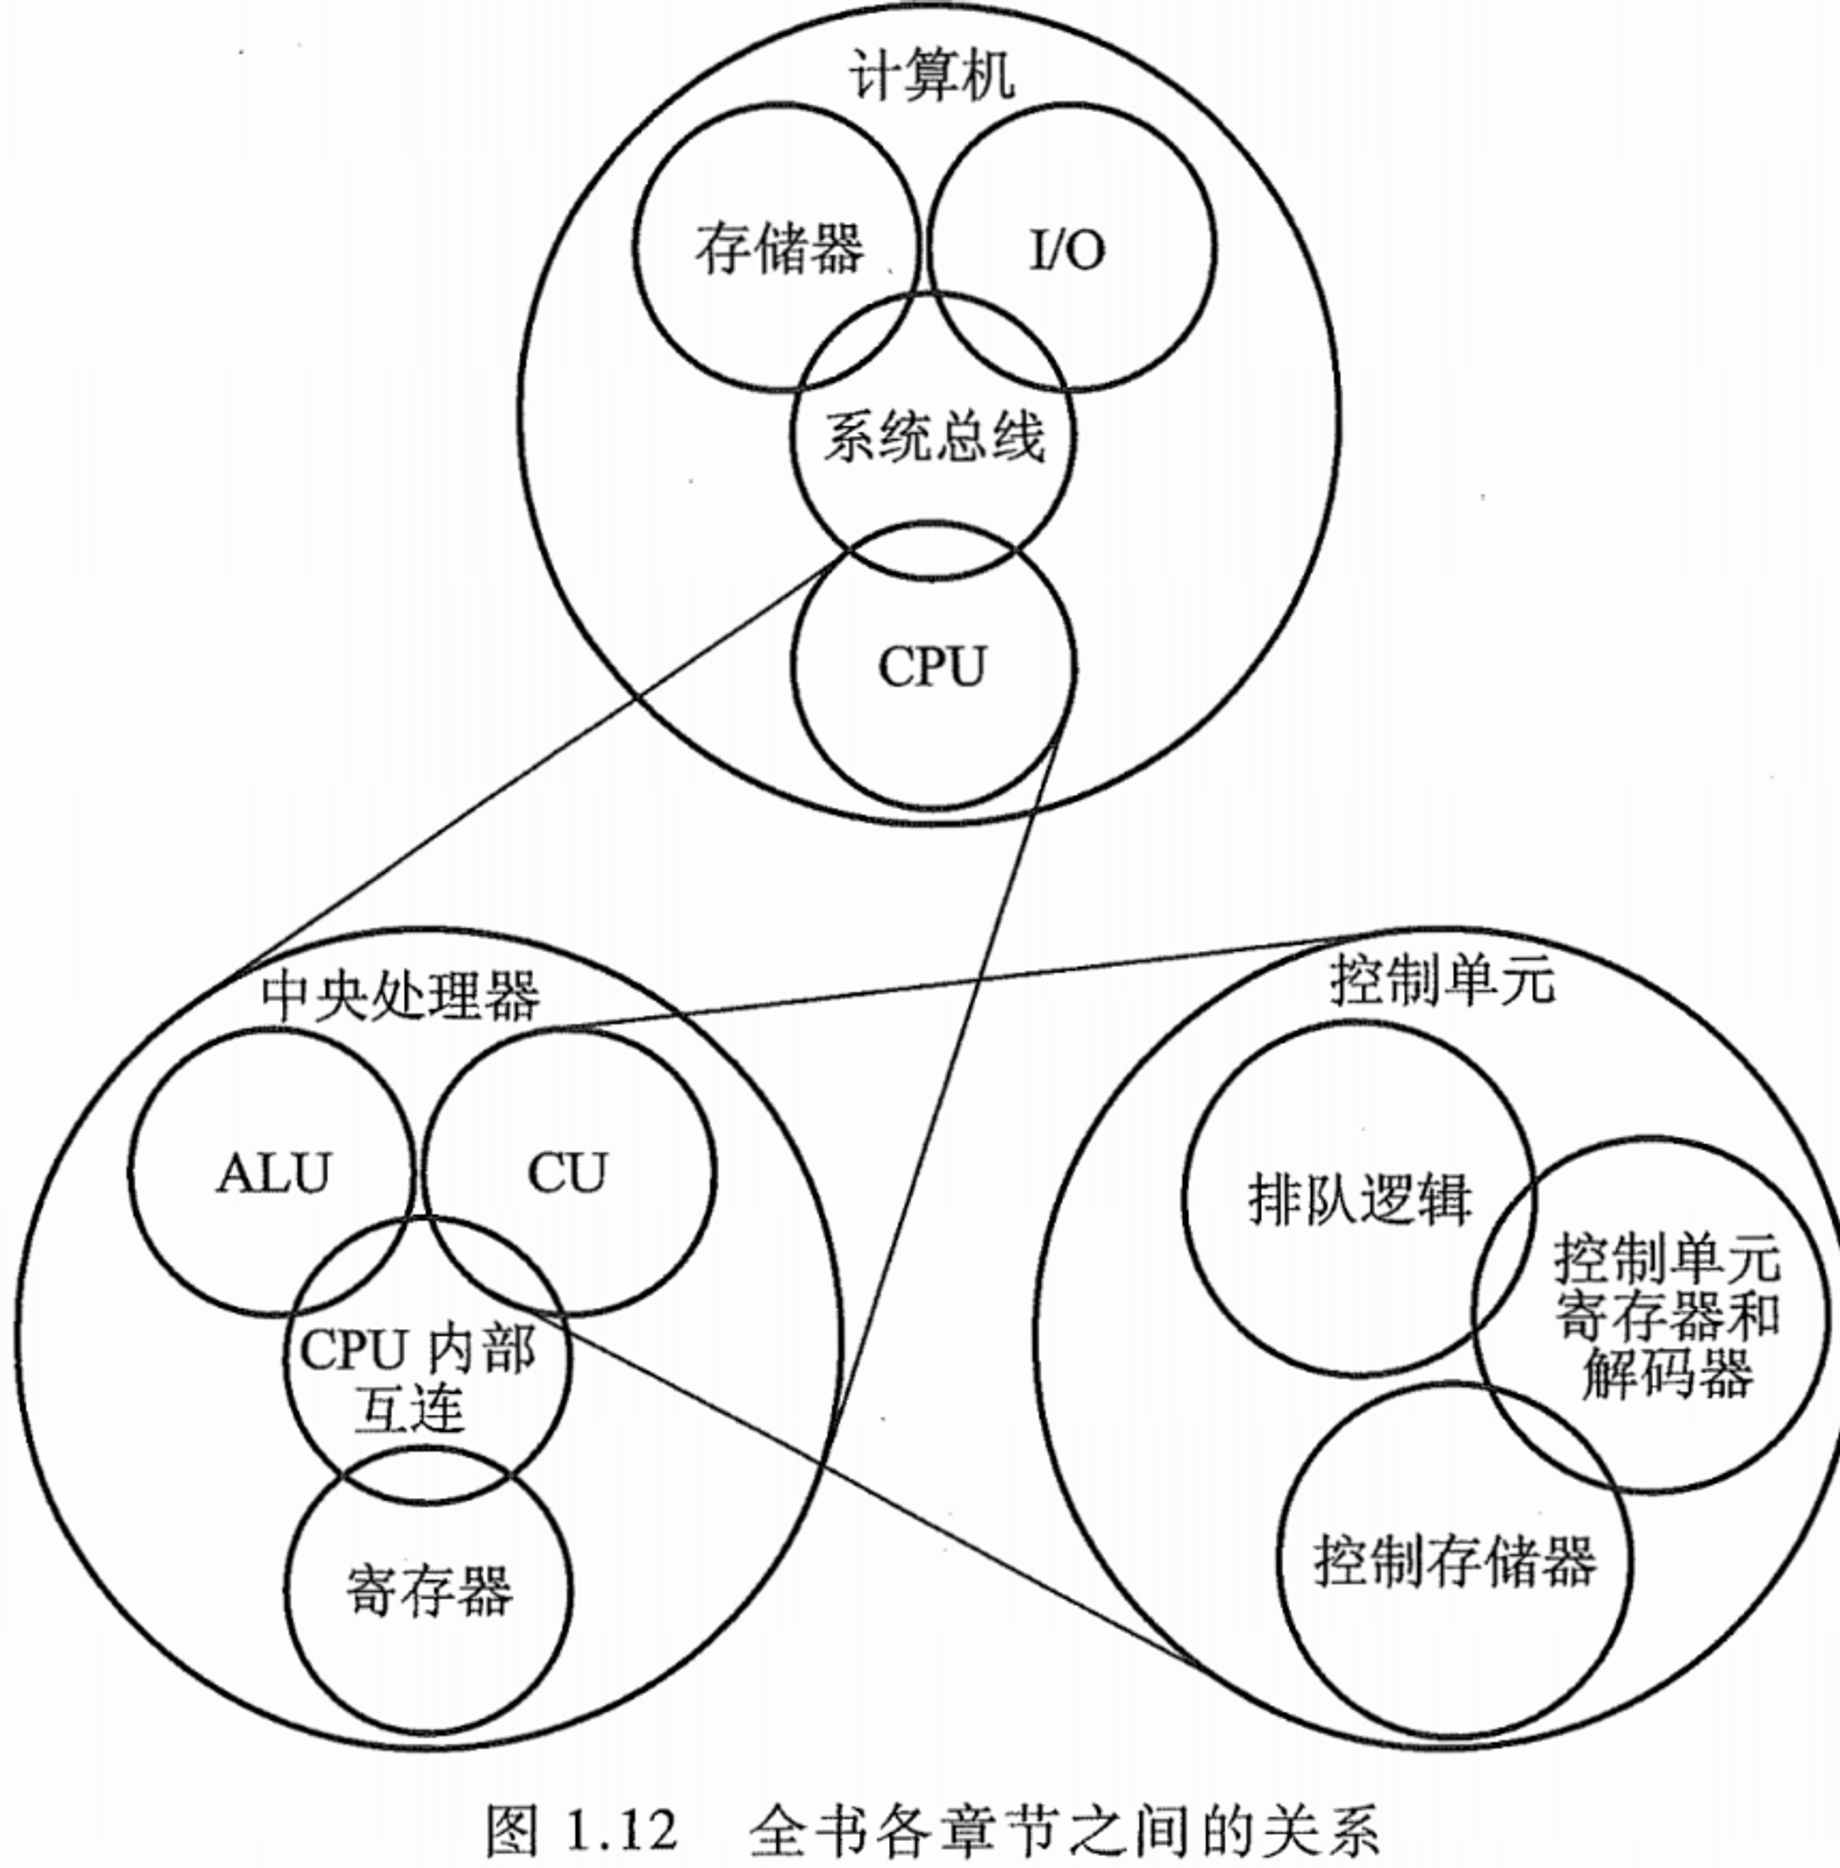 计算机
存储器
I/O
系统总线
CPU
中央处理器
ALU
CU
CPU 内部
互连
寄存器
控制单元
排队逻辑
控制单元
寄存器和
解码器
控制存储器
图 1.12 全书各章节之间的关系